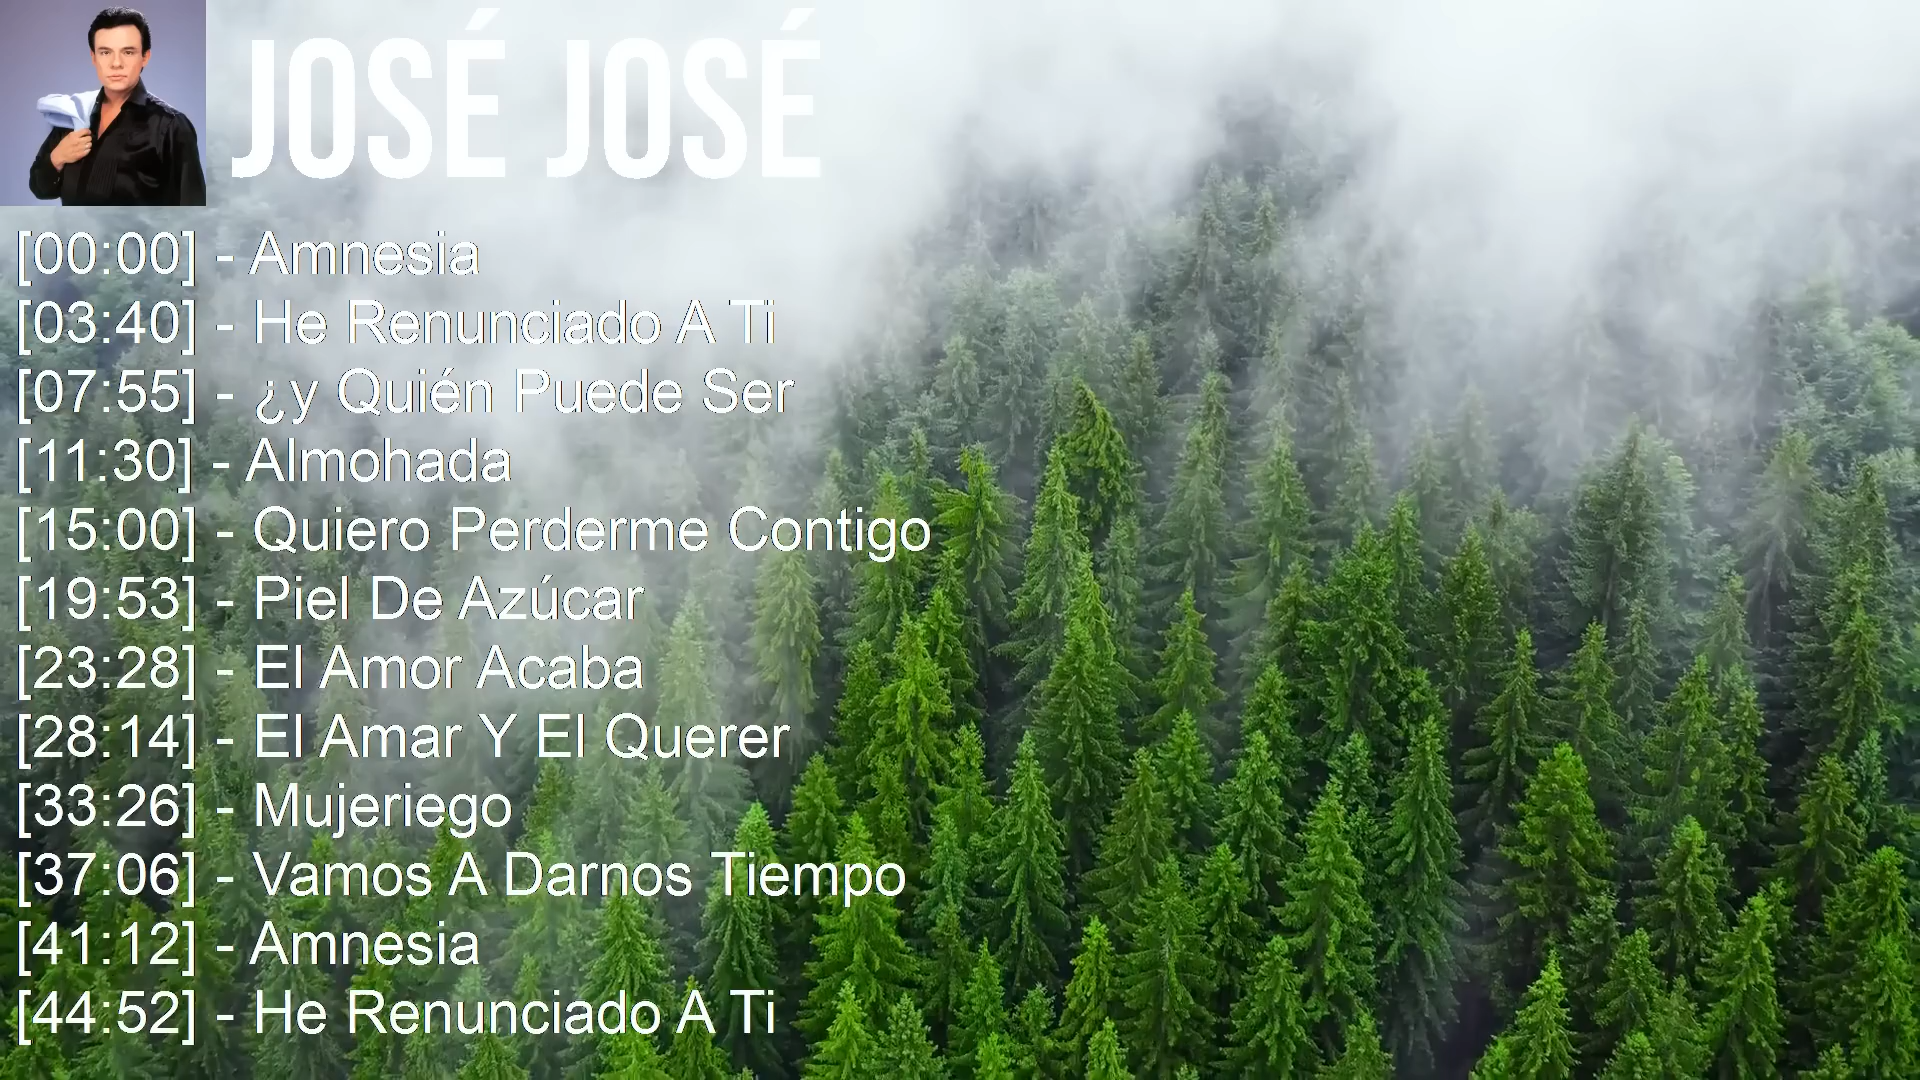 JOSÉ JOSÉ
[00:00] - Amnesia
[03:40] - He Renunciado A Ti
[07:55] - ¿y Quién Puede Ser
[11:30] - Almohada
[15:00] - Quiero Perderme Contigo
[19:53] - Piel De Azúcar
[23:28] - El Amor Acaba
[28:14] - El Amar Y El Querer
[33:26] - Mujeriego
[37:06] - Vamos A Darnos Tiempo
[41:12] - Amnesia
[44:52] - He Renunciado A Ti